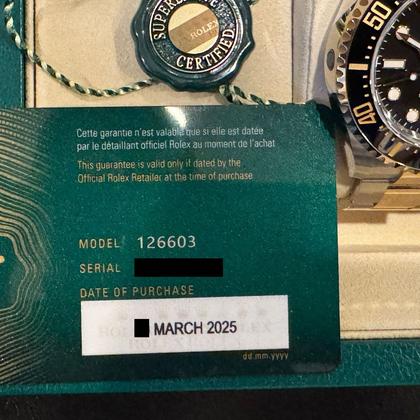 SUPERLATIVE
ROLEX
CERTIFIED
50
40
Cette garantie n'est valable que si elle est datée
par le détaillant officiel Rolex au moment de l'achat
This guarantee is valid only if dated by the
Official Rolex Retailer at the time of purchase
MODEL 126603
SERIAL
DATE OF PURCHASE
MARCH 2025
dd.mm.yyyy